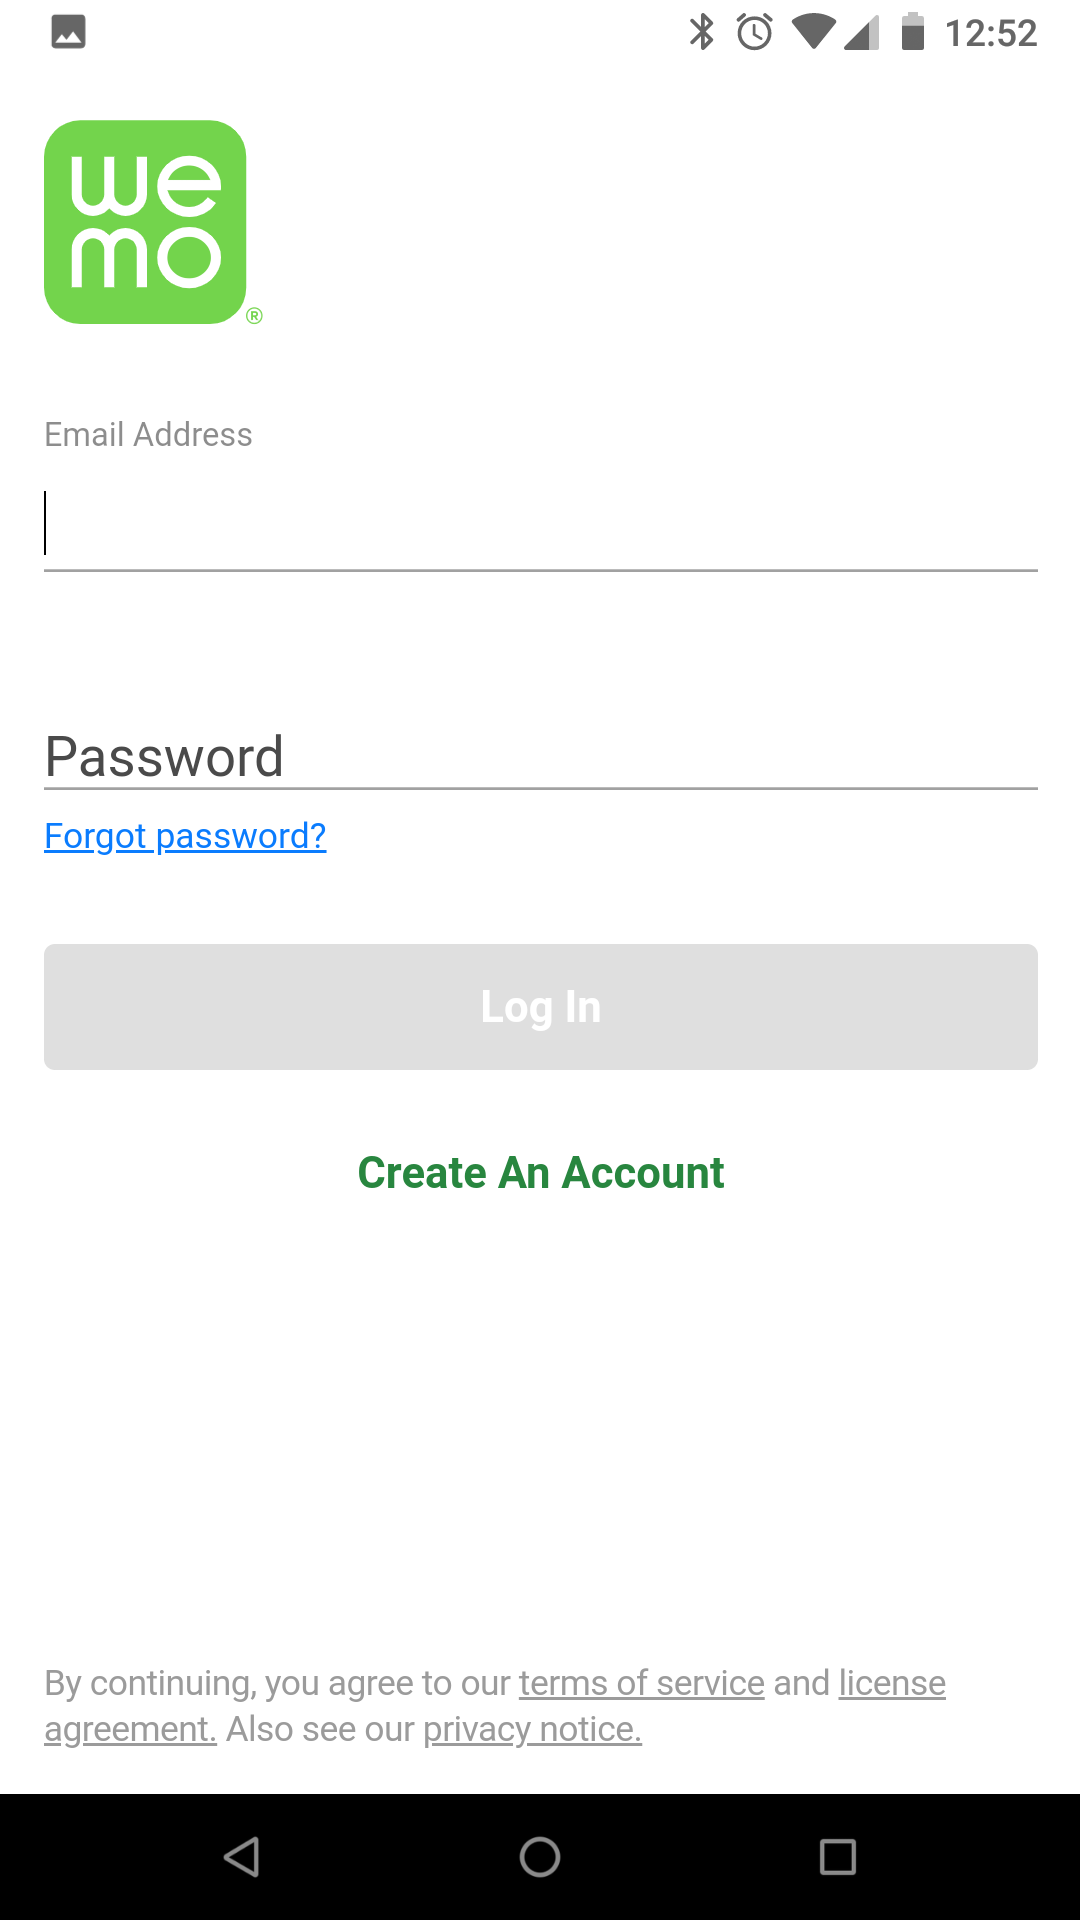 12:52
we
mo
®
Email Address
Password
Forgot password?
Log In
Create An Account
By continuing, you agree to our terms of service and license
agreement. Also see our privacy notice.